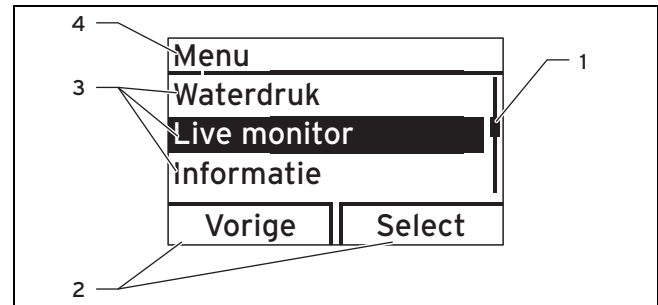 4
Menu
1
3
Waterdruk
Live monitor
Informatie
Vorige Select
2